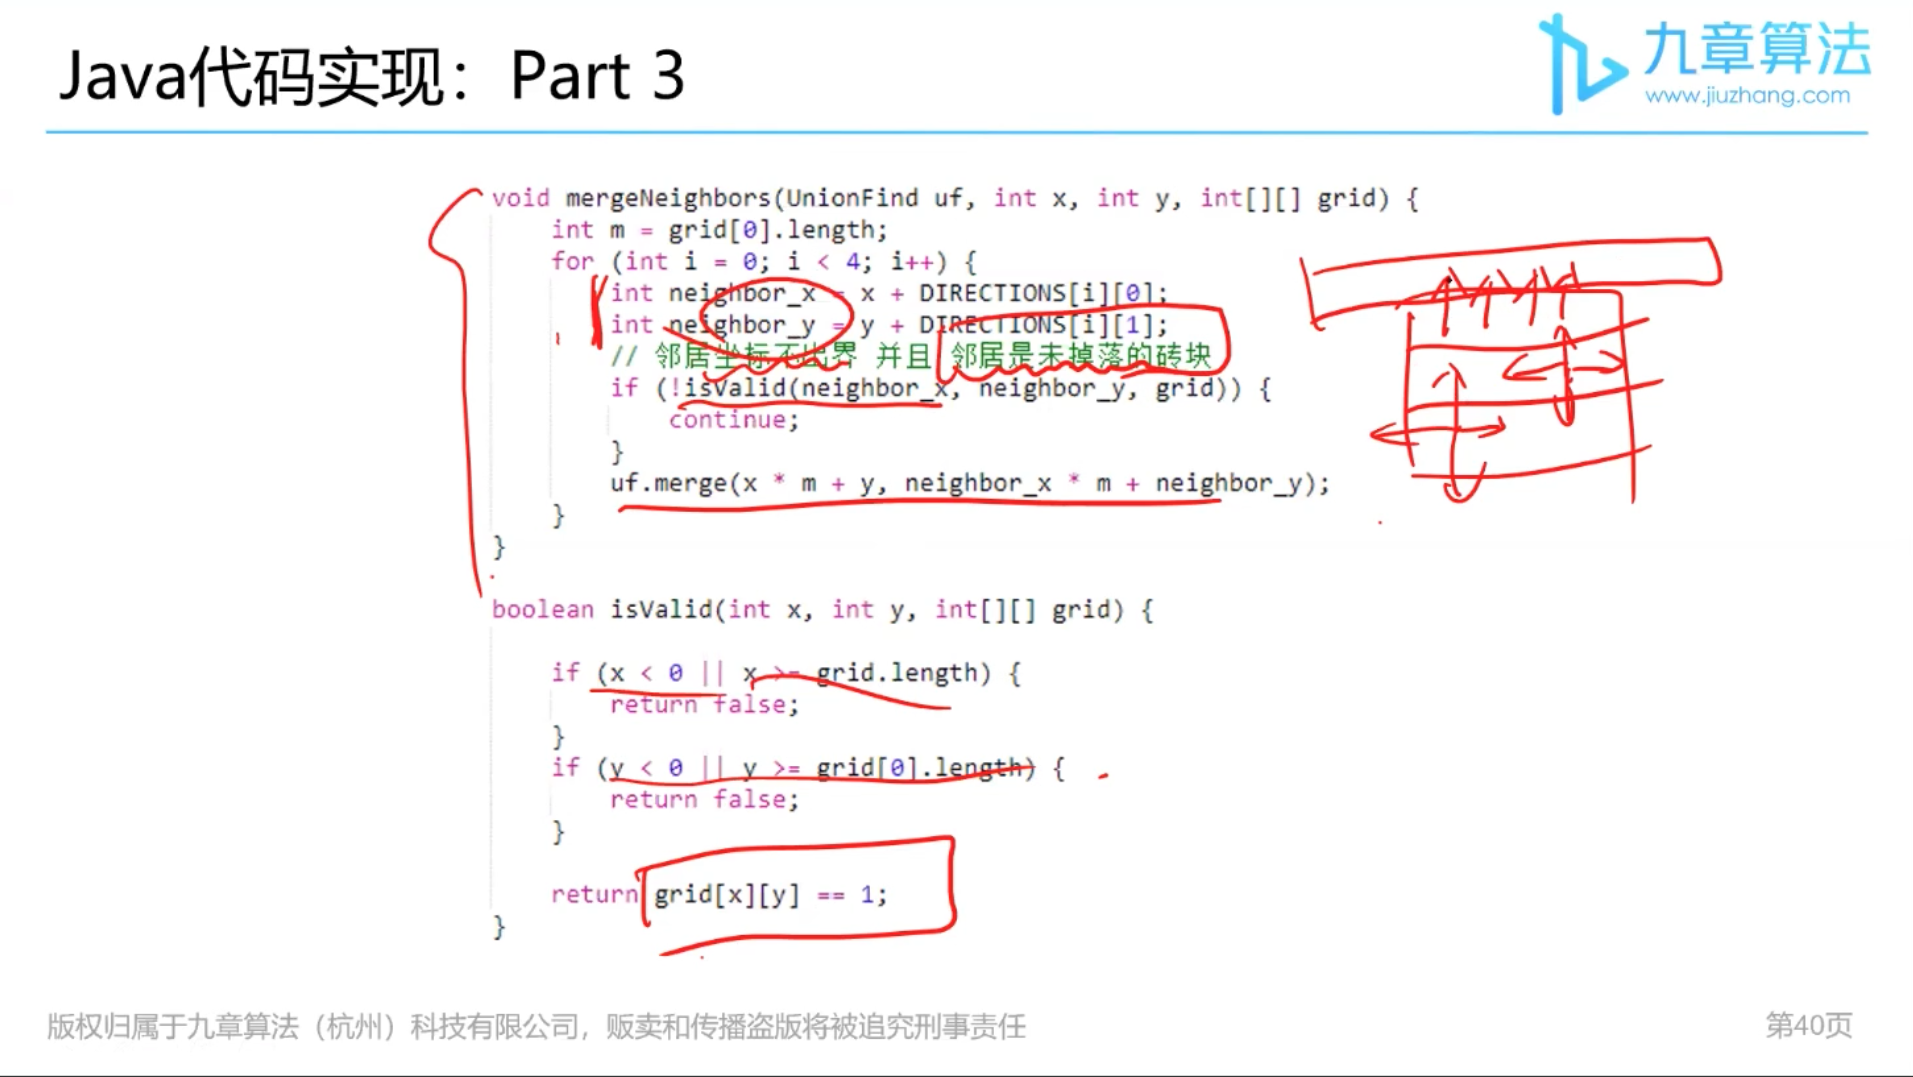 Java代码实现：Part 3
九章算法
www.jiuzhang.com
void mergeNeighbors(UnionFind uf, int x, int y, int[][] grid) {
int m = grid[0].length;
for (int i = 0; i < 4; i++) {
int neighbor_x = x + DIRECTIONS[i][0];
int neighbor_y = y + DIRECTIONS[i][1];
// 邻居坐标不出界 并且 邻居是未掉落的砖块
if (!isValid(neighbor_x, neighbor_y, grid)) {
continue;
}
uf.merge(x * m + y, neighbor_x * m + neighbor_y);
}
}
boolean isValid(int x, int y, int[][] grid) {
if (x < 0 || x >= grid.length) {
return false;
}
if (y < 0 || y >= grid[0].length) {
return false;
}
return grid[x][y] == 1;
}
版权归属于九章算法（杭州）科技有限公司，贩卖和传播盗版将被追究刑事责任
第40页